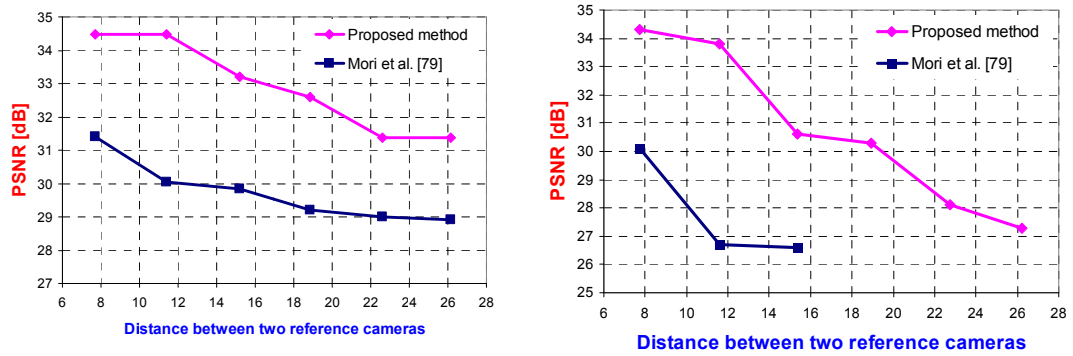 35
34
33
32
31
30
29
28
27
6 8 10 12 14 16 18 20 22 24 26 28
PSNR [dB]
Distance between two reference cameras
Proposed method
Mori et al. [79]
35
34
33
32
31
30
29
28
27
26
25
6 8 10 12 14 16 18 20 22 24 26 28
PSNR [dB]
Distance between two reference cameras
Proposed method
Mori et al. [79]